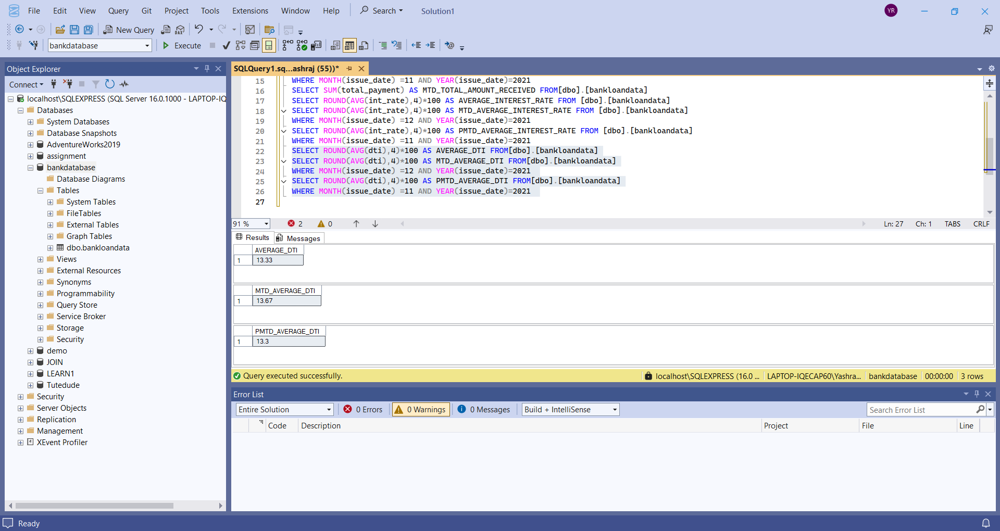 File Edit View Query Git Project Tools Extensions Window Help Search Solution1 YR
New Query DAX
bankdatabase Execute
Object Explorer
Connect
localhost\SQLEXPRESS (SQL Server 16.0.1000 - LAPTOP-IQ
Databases
System Databases
Database Snapshots
AdventureWorks2019
assignment
bankdatabase
Database Diagrams
Tables
System Tables
FileTables
External Tables
Graph Tables
dbo.bankloandata
Views
External Resources
Synonyms
Programmability
Query Store
Service Broker
Storage
Security
demo
JOIN
LEARN1
Tutedude
Security
Server Objects
Replication
Management
XEvent Profiler
SQLQuery1.sq...ashraj (55))*
15 WHERE MONTH(issue_date) =11 AND YEAR(issue_date)=2021
16 SELECT SUM(total_payment) AS MTD_TOTAL_AMOUNT_RECEIVED FROM[dbo].[bankloandata]
17 SELECT ROUND(AVG(int_rate),4)*100 AS AVERAGE_INTEREST_RATE FROM [dbo].[bankloandata]
18 SELECT ROUND(AVG(int_rate),4)*100 AS MTD_AVERAGE_INTEREST_RATE FROM [dbo].[bankloandata]
19 WHERE MONTH(issue_date) =12 AND YEAR(issue_date)=2021
20 SELECT ROUND(AVG(int_rate),4)*100 AS PMTD_AVERAGE_INTEREST_RATE FROM [dbo].[bankloandata]
21 WHERE MONTH(issue_date) =11 AND YEAR(issue_date)=2021
22 SELECT ROUND(AVG(dti),4)*100 AS AVERAGE_DTI FROM[dbo].[bankloandata]
23 SELECT ROUND(AVG(dti),4)*100 AS MTD_AVERAGE_DTI FROM[dbo].[bankloandata]
24 WHERE MONTH(issue_date) =12 AND YEAR(issue_date)=2021
25 SELECT ROUND(AVG(dti),4)*100 AS PMTD_AVERAGE_DTI FROM[dbo].[bankloandata]
26 WHERE MONTH(issue_date) =11 AND YEAR(issue_date)=2021
27
91 % 2 0 Ln: 27 Ch: 1 TABS CRLF
Results Messages
AVERAGE_DTI
1 13.33
MTD_AVERAGE_DTI
1 13.67
PMTD_AVERAGE_DTI
1 13.3
Query executed successfully. localhost\SQLEXPRESS (16.0 ... LAPTOP-IQECAP60\Yashra... bankdatabase 00:00:00 3 rows
Error List
Entire Solution 0 Errors 0 Warnings 0 Messages Build + IntelliSense Search Error List
Code Description Project File Line
Ready